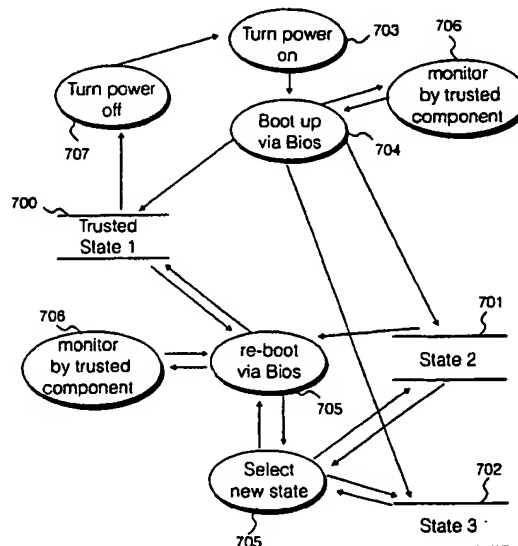 Turn power
on
703
706
monitor
by trusted
component
Turn power
off
707
Boot up
via Bios
704
700
Trusted
State 1
706
monitor
by trusted
component
re-boot
via Bios
705
701
State 2
Select
new state
705
702
State 3